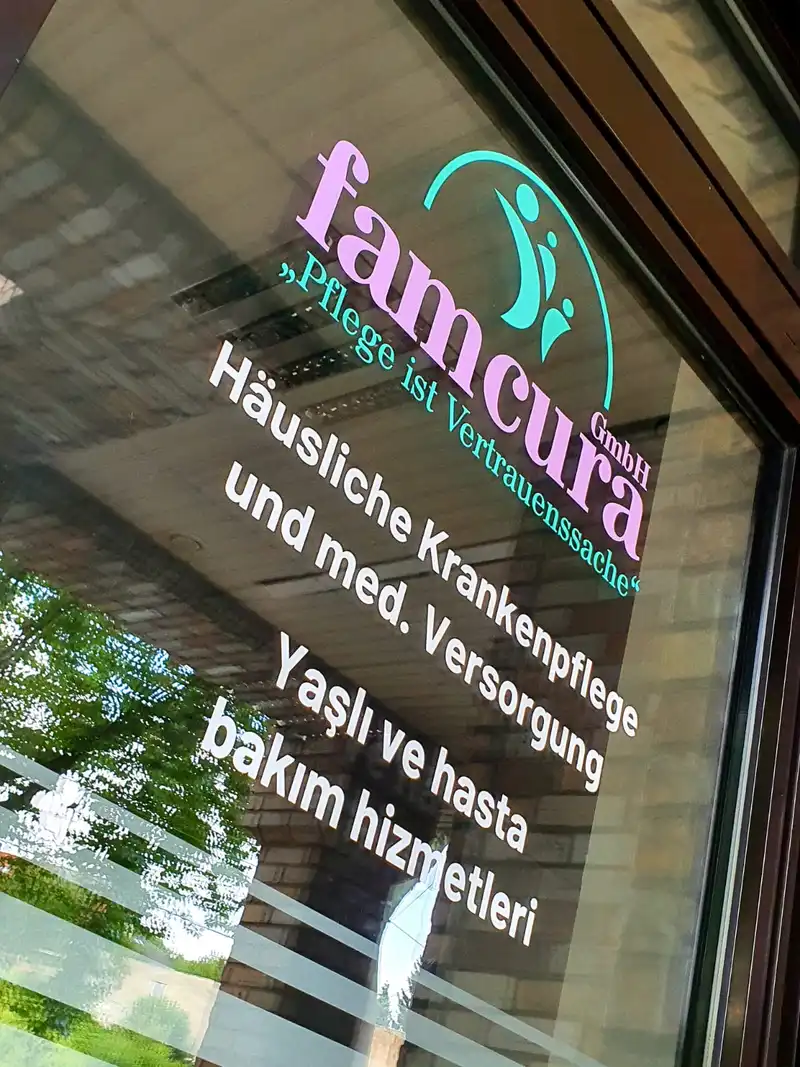 famcura GmbH
„Pflege ist Vertrauenssache“
Häusliche Krankenpflege
und med. Versorgung
Yaşlı ve hasta
bakım hizmetleri